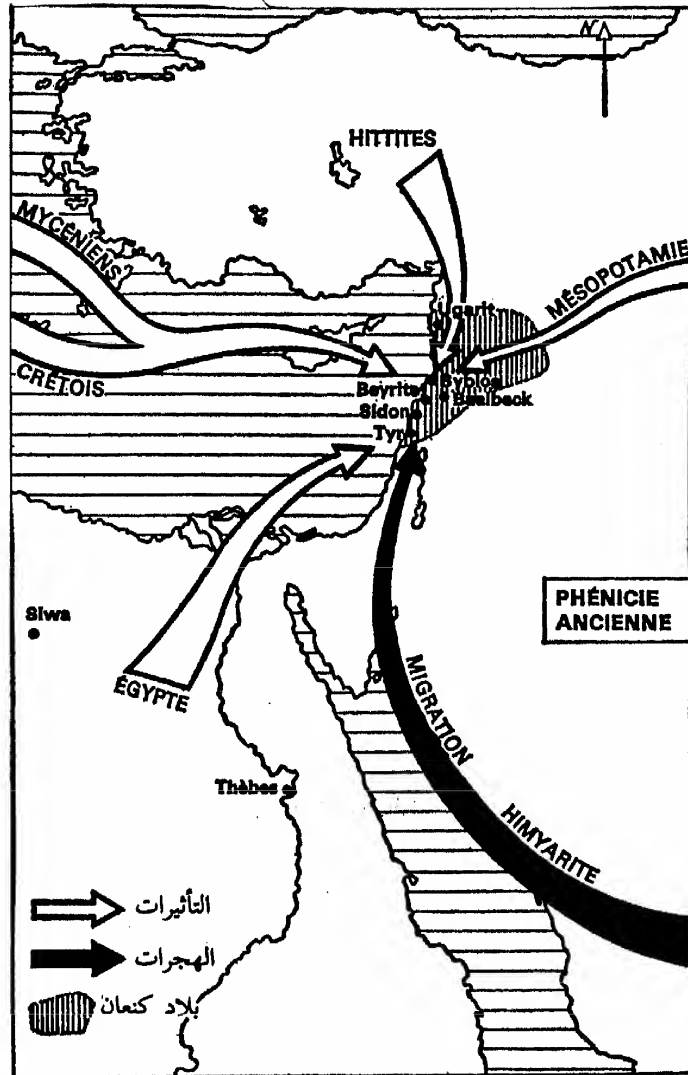 N
HITTITES
MYCÉNIENS
MÉSOPOTAMIE
CRÉTOIS
Ugarit
Byblos
Beyrite
Baalbeck
Sidon
Tyr
Siwa
PHÉNICIE
ANCIENNE
ÉGYPTE
MIGRATION
HIMYARITE
Thèbes
التأثيرات
الهجرات
بلاد كنعان